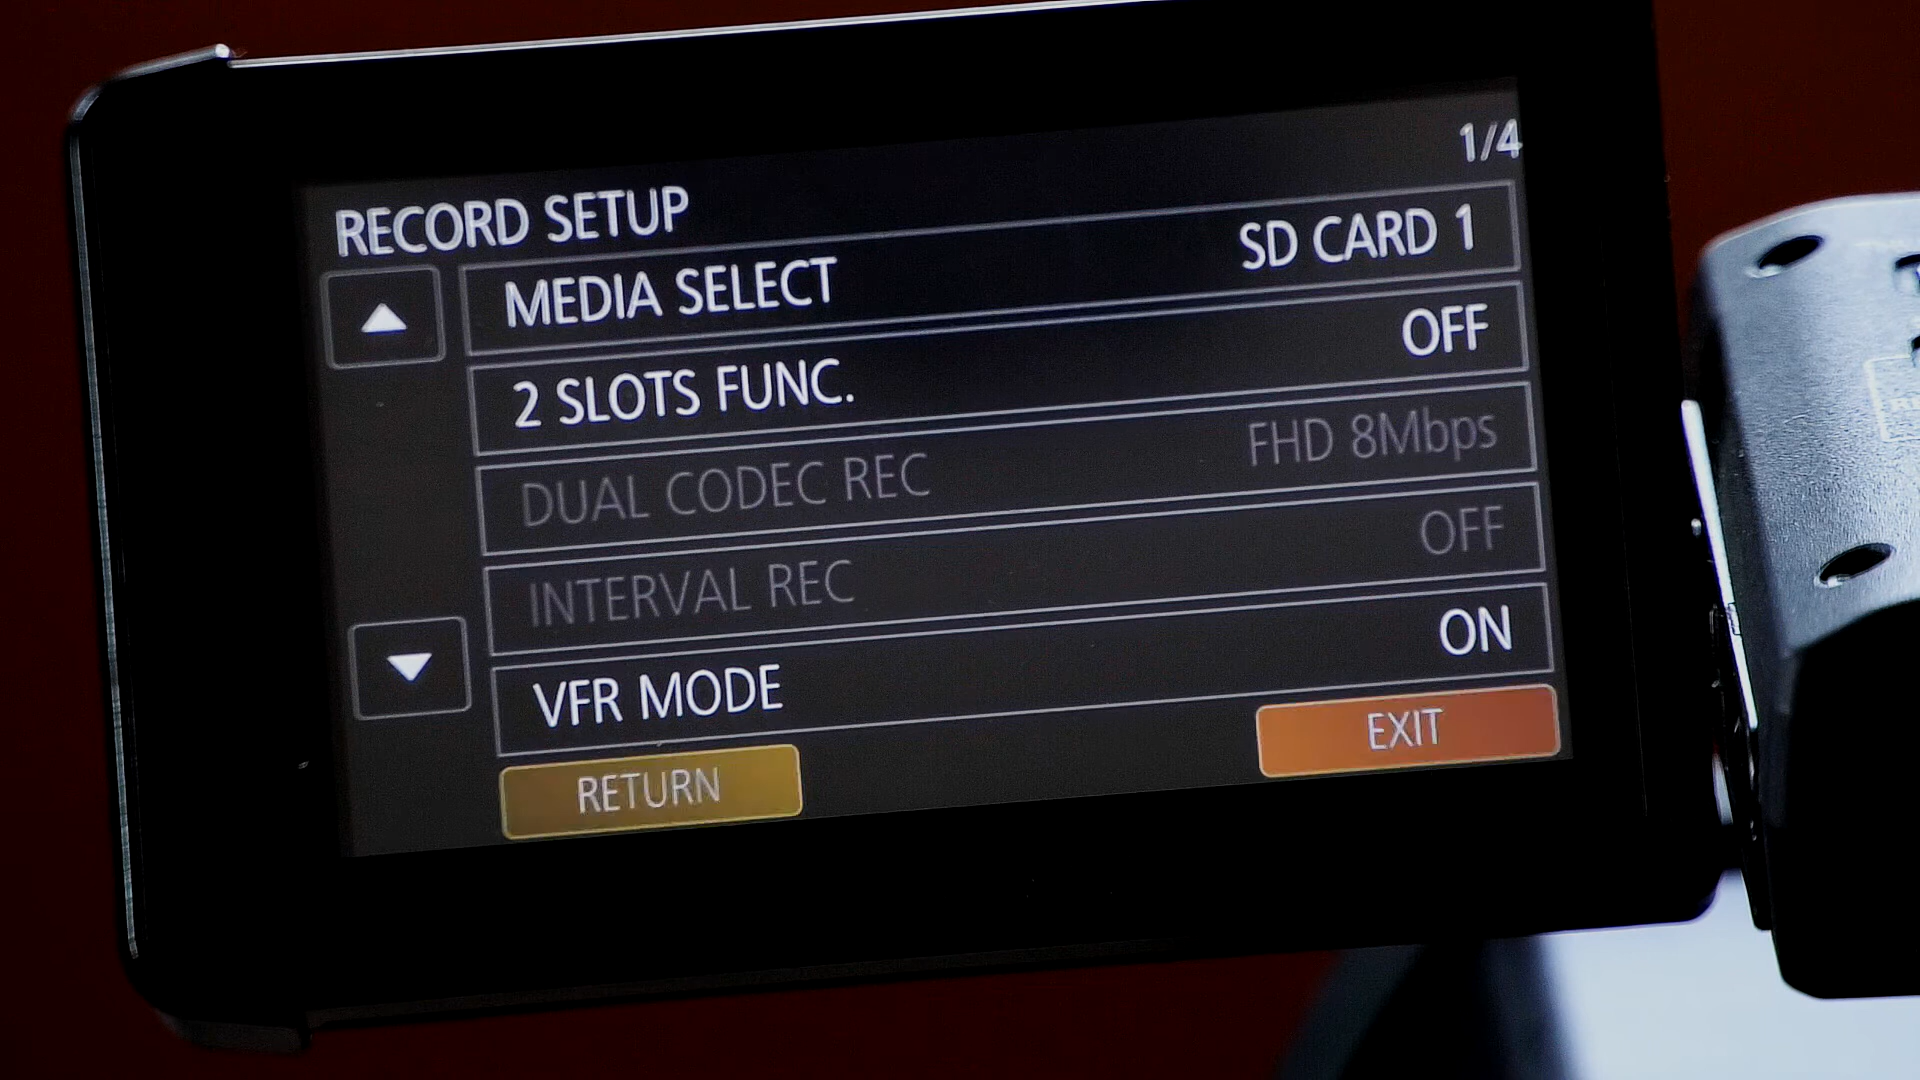 1/4
RECORD SETUP
MEDIA SELECT SD CARD 1
2 SLOTS FUNC. OFF
DUAL CODEC REC FHD 8Mbps
INTERVAL REC OFF
VFR MODE ON
RETURN EXIT